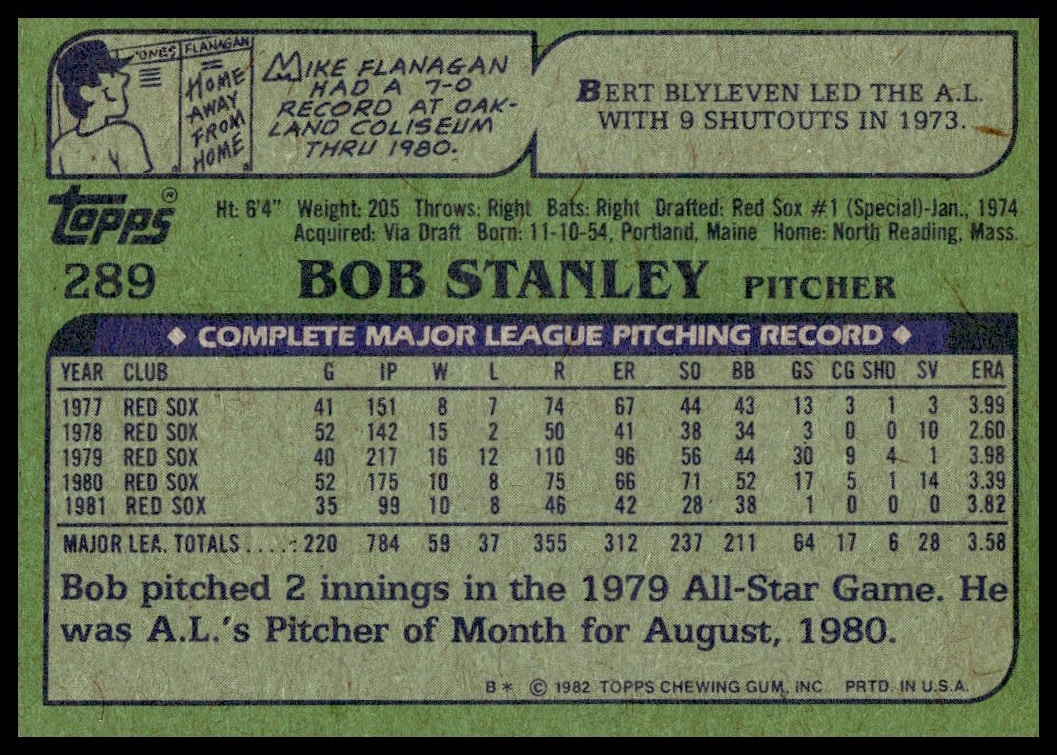 JONES FLANAGAN
HOME
AWAY
FROM
HOME
MIKE FLANAGAN
HAD A 7-0
RECORD AT OAK-
LAND COLISEUM
THRU 1980.
BERT BLYLEVEN LED THE A.L.
WITH 9 SHUTOUTS IN 1973.
Topps®
Ht: 6'4" Weight: 205 Throws: Right Bats: Right Drafted: Red Sox #1 (Special)-Jan., 1974
Acquired: Via Draft Born: 11-10-54, Portland, Maine Home: North Reading, Mass.
289 BOB STANLEY PITCHER
◆ COMPLETE MAJOR LEAGUE PITCHING RECORD ◆
YEAR CLUB G IP W L R ER SO BB GS CG SHO SV ERA
1977 RED SOX 41 151 8 7 74 67 44 43 13 3 1 3 3.99
1978 RED SOX 52 142 15 2 50 41 38 34 3 0 0 10 2.60
1979 RED SOX 40 217 16 12 110 96 56 44 30 9 4 1 3.98
1980 RED SOX 52 175 10 8 75 66 71 52 17 5 1 14 3.39
1981 RED SOX 35 99 10 8 46 42 28 38 1 0 0 0 3.82
MAJOR LEA. TOTALS ..... 220 784 59 37 355 312 237 211 64 17 6 28 3.58
Bob pitched 2 innings in the 1979 All-Star Game. He
was A.L.'s Pitcher of Month for August, 1980.
B* © 1982 TOPPS CHEWING GUM, INC. PRTD. IN U.S.A.